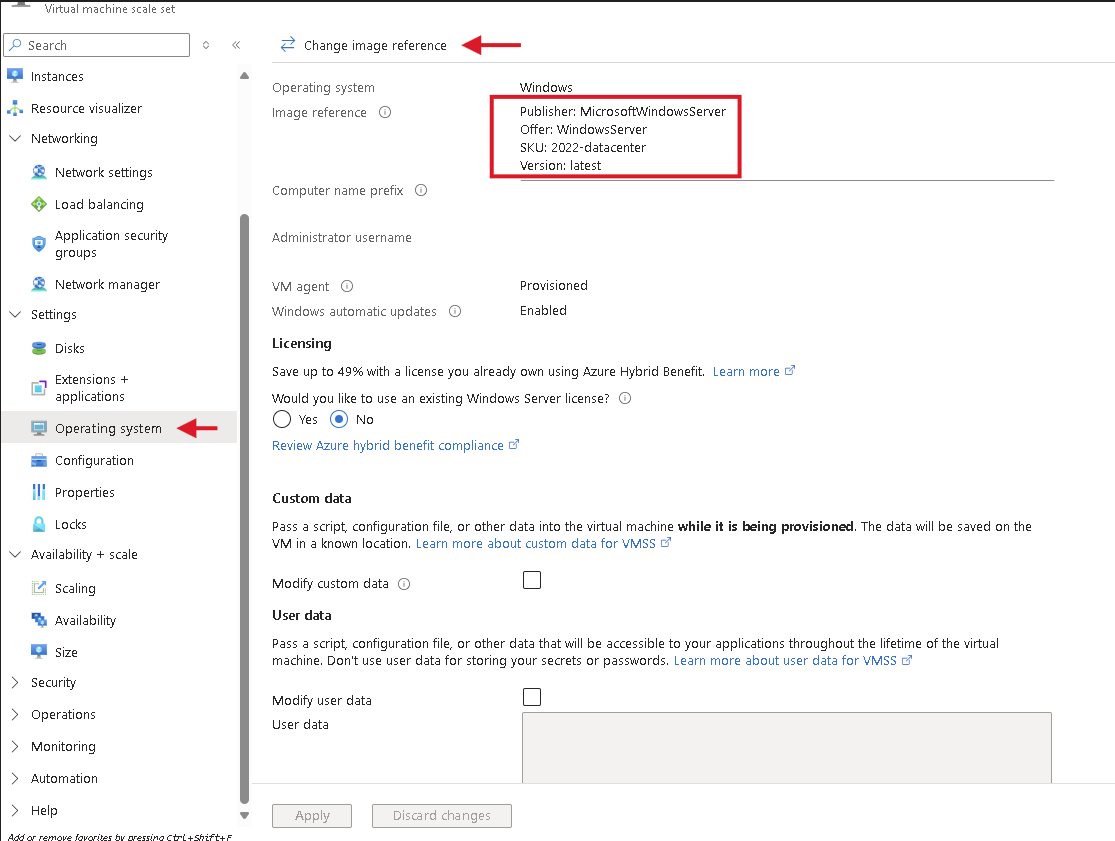 Virtual machine scale set
Search
Instances
Resource visualizer
Networking
Network settings
Load balancing
Application security
groups
Network manager
Settings
Disks
Extensions +
applications
Operating system
Configuration
Properties
Locks
Availability + scale
Scaling
Availability
Size
Security
Operations
Monitoring
Automation
Help
Add or remove favorites by pressing Ctrl+Shift+F
Change image reference
Operating system Windows
Image reference Publisher: MicrosoftWindowsServer
Offer: WindowsServer
SKU: 2022-datacenter
Version: latest
Computer name prefix
Administrator username
VM agent Provisioned
Windows automatic updates Enabled
Licensing
Save up to 49% with a license you already own using Azure Hybrid Benefit. Learn more
Would you like to use an existing Windows Server license?
Yes No
Review Azure hybrid benefit compliance
Custom data
Pass a script, configuration file, or other data into the virtual machine while it is being provisioned. The data will be saved on the
VM in a known location. Learn more about custom data for VMSS
Modify custom data
User data
Pass a script, configuration file, or other data that will be accessible to your applications throughout the lifetime of the virtual
machine. Don't use user data for storing your secrets or passwords. Learn more about user data for VMSS
Modify user data
User data
Apply Discard changes